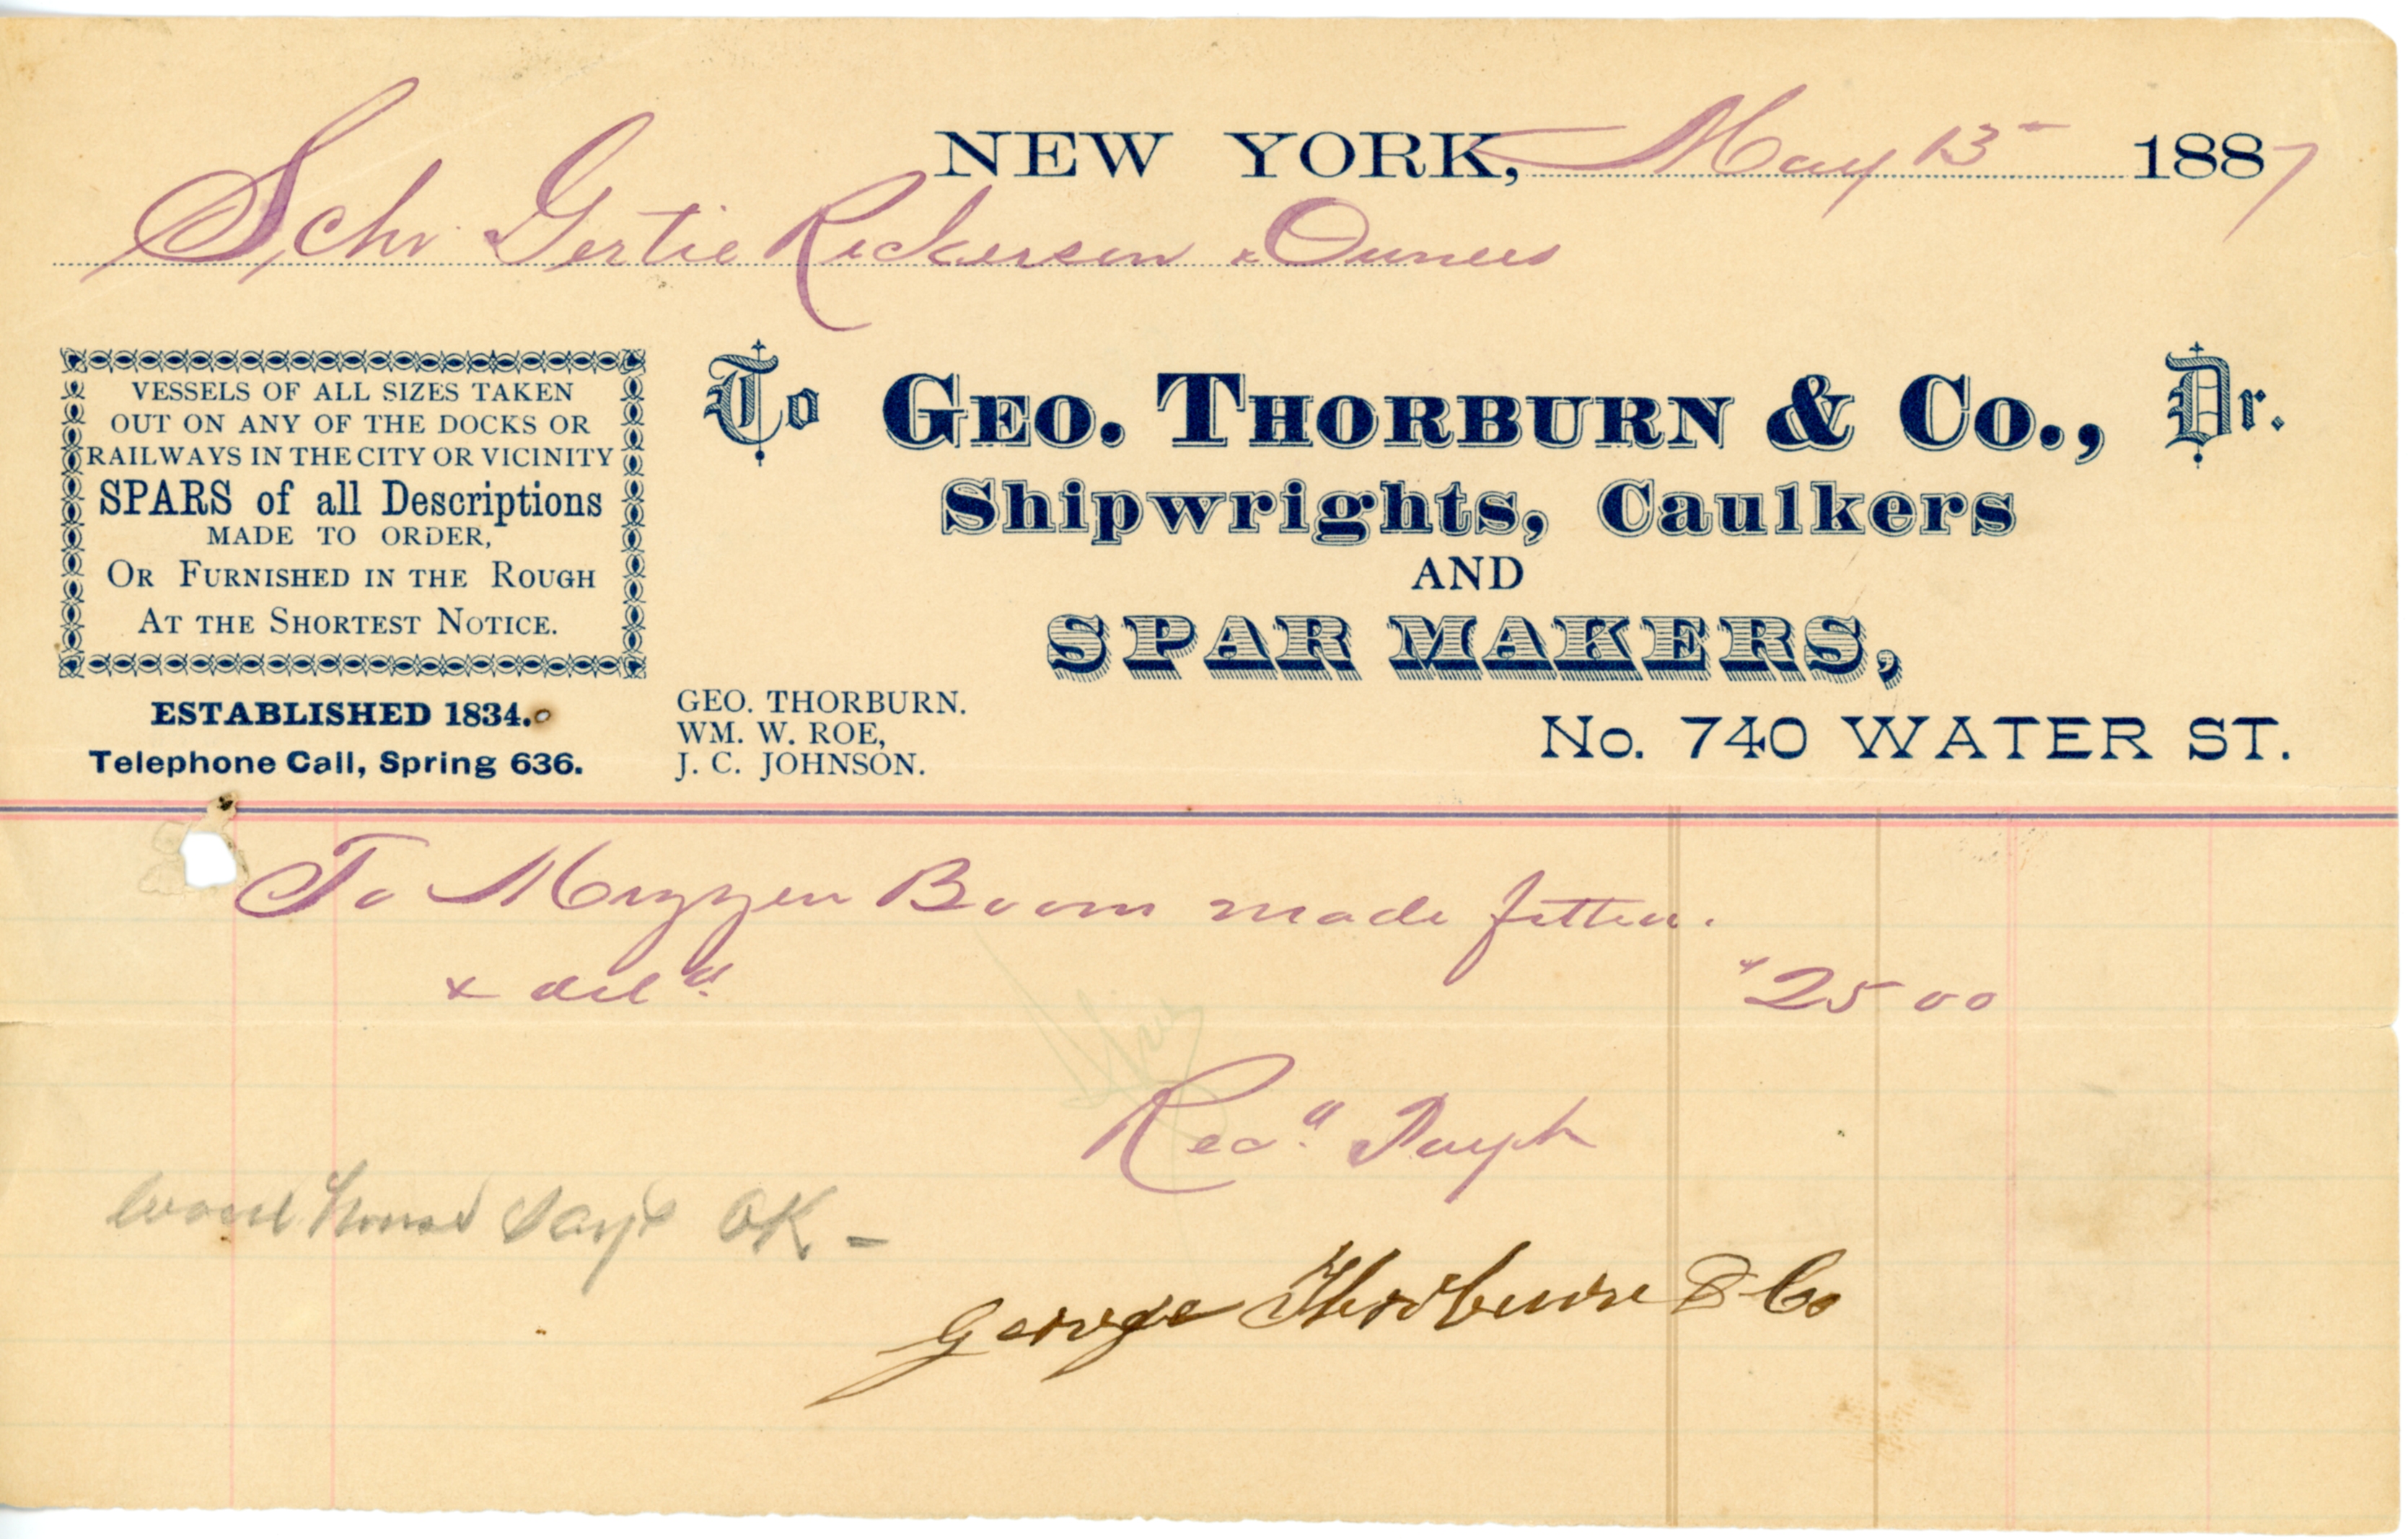 NEW YORK, May 13 1887
Schr Gertie Rickerson & Owners
VESSELS OF ALL SIZES TAKEN
OUT ON ANY OF THE DOCKS OR
RAILWAYS IN THE CITY OR VICINITY
SPARS of all Descriptions
MADE TO ORDER,
OR FURNISHED IN THE ROUGH
AT THE SHORTEST NOTICE.
ESTABLISHED 1834.
Telephone Call, Spring 636.
To GEO. THORBURN & CO., Dr.
Shipwrights, Caulkers
AND
SPAR MAKERS,
GEO. THORBURN.
WM. W. ROE,
J. C. JOHNSON.
No. 740 WATER ST.
To Mizzen Boom made fitted.
& deld $25 00
Recd Payt
Says OK -
George Thorburn & Co